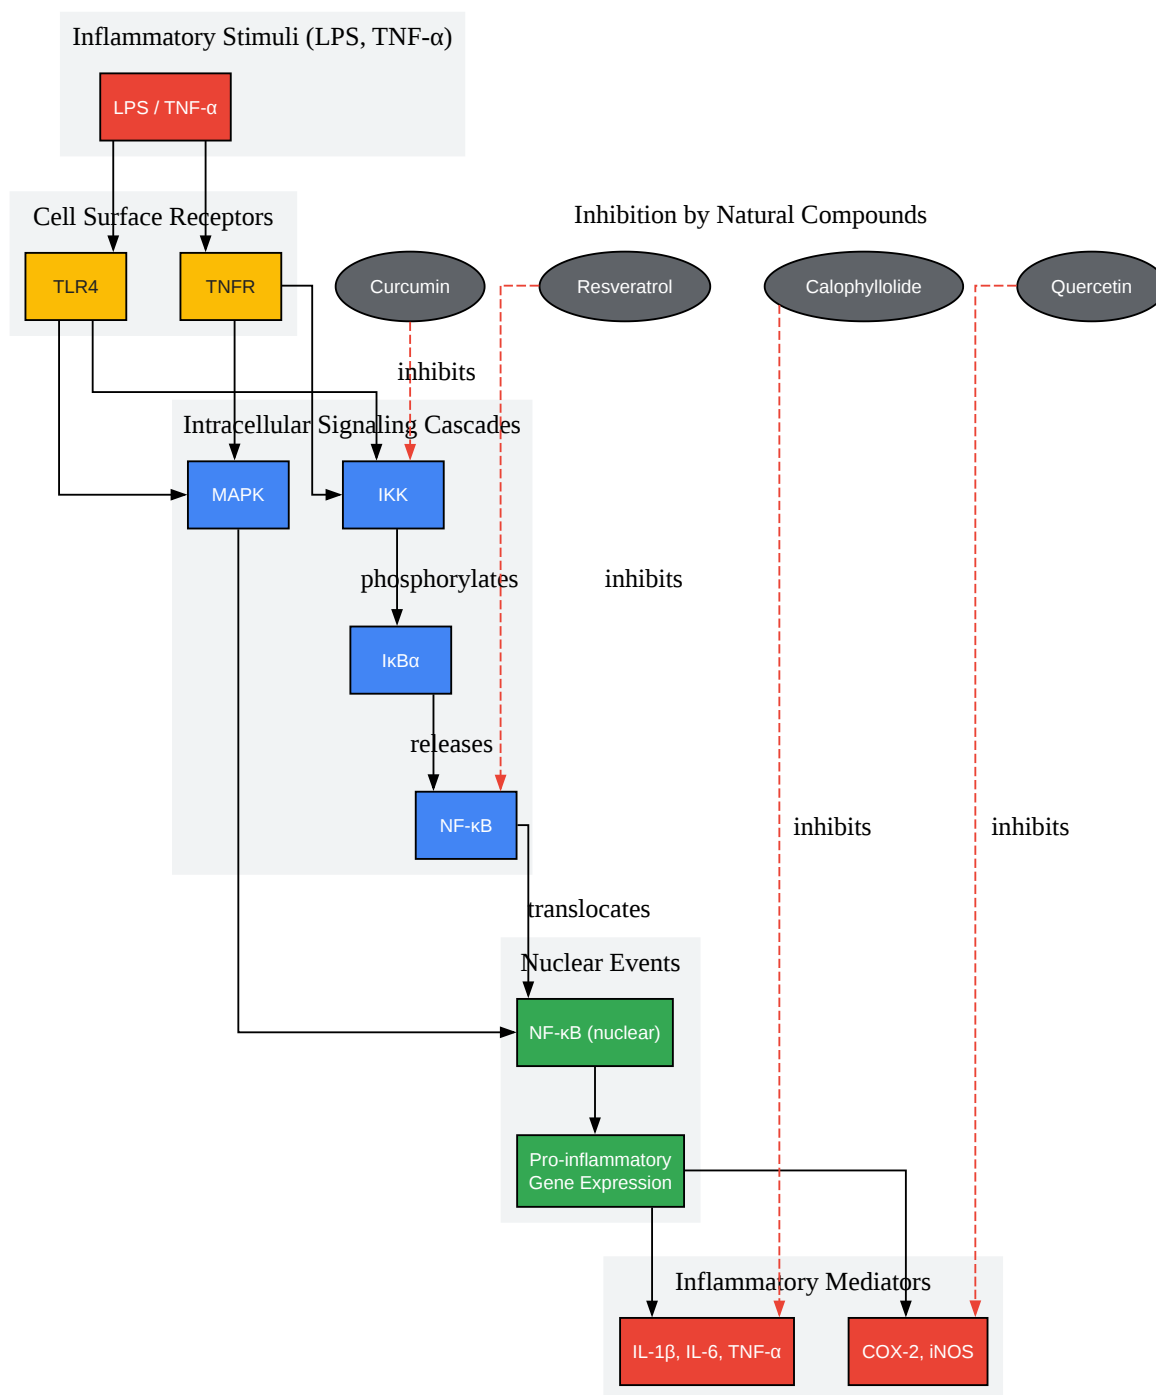 Inflammatory Stimuli (LPS, TNF-α)
LPS / TNF-α
Cell Surface Receptors
Inhibition by Natural Compounds
TLR4
TNFR
Curcumin
Resveratrol
Calophyllolide
Quercetin
inhibits
Intracellular Signaling Cascades
MAPK
IKK
phosphorylates
inhibits
IκBα
releases
NF-κB
inhibits
inhibits
translocates
Nuclear Events
NF-κB (nuclear)
Pro-inflammatory
Gene Expression
Inflammatory Mediators
IL-1β, IL-6, TNF-α
COX-2, iNOS